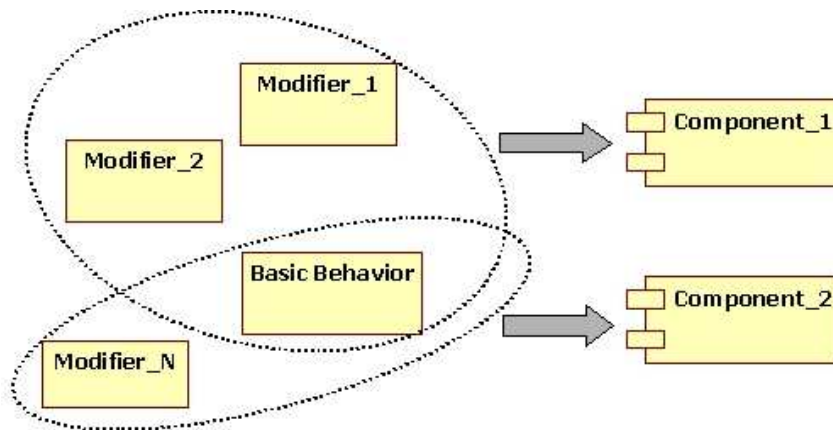 Modifier_1
Component_1
Modifier_2
Basic Behavior
Component_2
Modifier_N